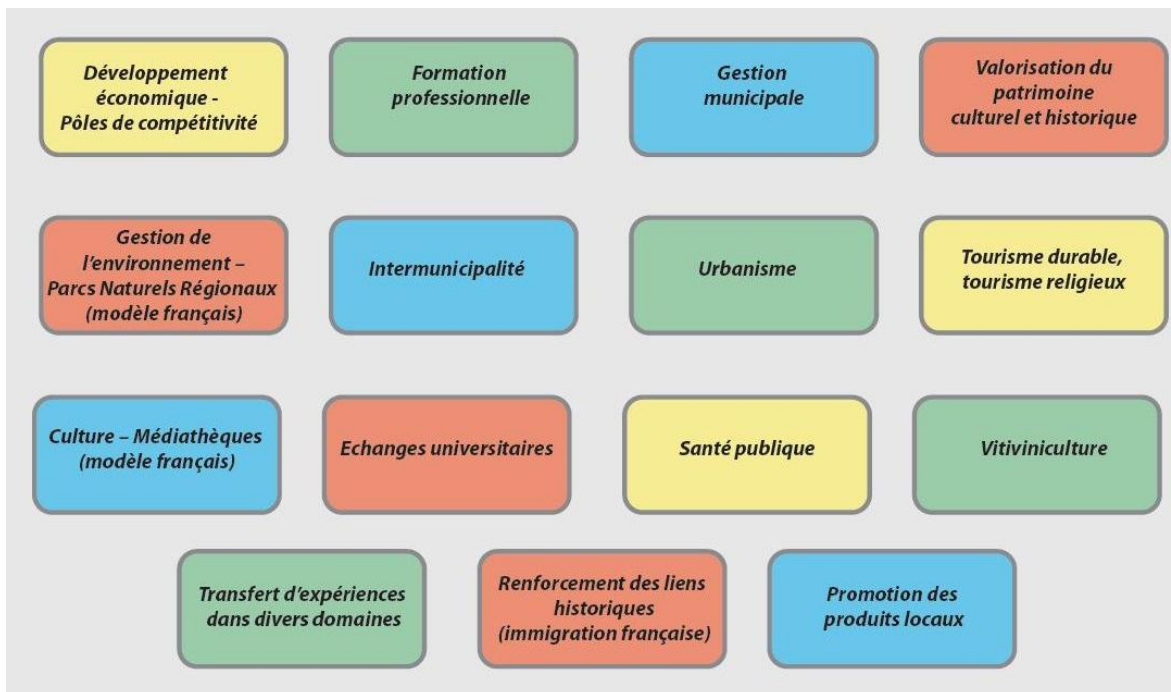 Développement
économique -
Pôles de compétitivité
Formation
professionnelle
Gestion
municipale
Valorisation du
patrimoine
culturel et historique
Gestion de
l'environnement –
Parcs Naturels Régionaux
(modèle français)
Intermunicipalité
Urbanisme
Tourisme durable,
tourisme religieux
Culture – Médiathèques
(modèle français)
Echanges universitaires
Santé publique
Vitiviniculture
Transfert d'expériences
dans divers domaines
Renforcement des liens
historiques
(immigration française)
Promotion des
produits locaux